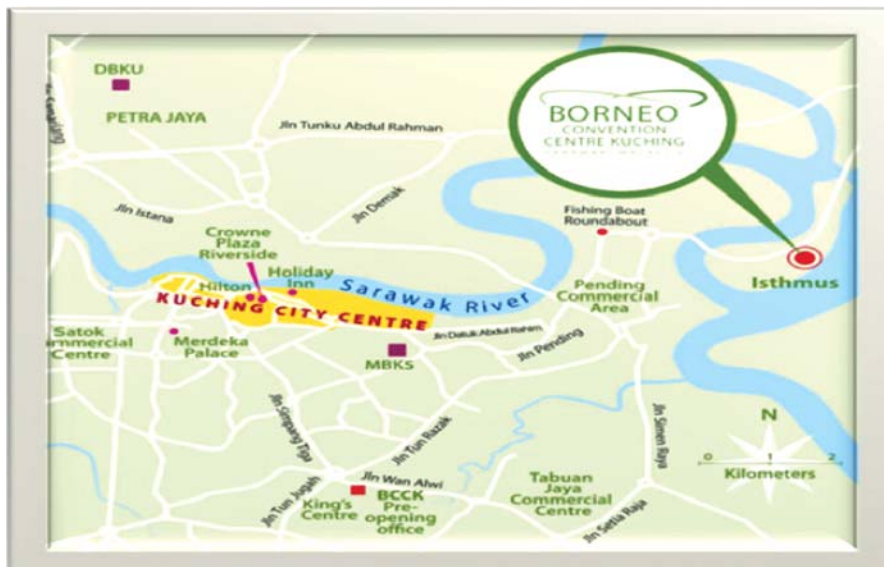 DBKU
PETRA JAYA
Jln Tunku Abdul Rahman
BORNEO
CONVENTION
CENTRE KUCHING
Jln Istana
Jln Demak
Fishing Boat
Roundabout
Crowne
Plaza
Riverside
Holiday
Inn
Hilton
Sarawak River
Isthmus
Pending
Commercial
Area
KUCHING CITY CENTRE
Satok
Commercial
Centre
Merdeka
Palace
MBKS
Jln Datuk Abdul Rahim
Jln Pending
Jln Simpang Tiga
Jln Tun Razak
Jln Simen Raya
N
0 1 2
Kilometers
Jln Wan Alwi
Jln Tun Jugah
King's
Centre
BCCK
Pre-
opening
office
Tabuan
Jaya
Commercial
Centre
Jln Setia Raja